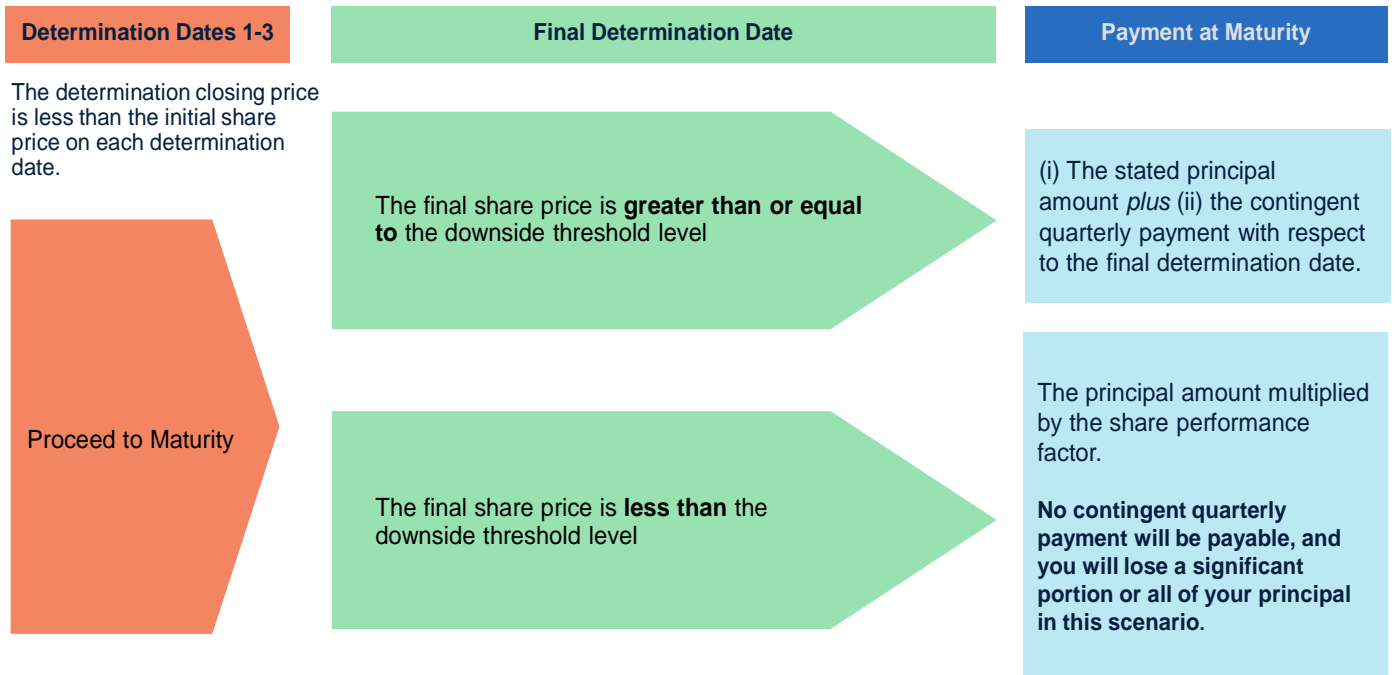 Determination Dates 1-3
Final Determination Date
Payment at Maturity
The determination closing price
is less than the initial share
price on each determination
date.
Proceed to Maturity
The final share price is greater than or equal
to the downside threshold level
(i) The stated principal
amount plus (ii) the contingent
quarterly payment with respect
to the final determination date.
The final share price is less than the
downside threshold level
The principal amount multiplied
by the share performance
factor.
No contingent quarterly
payment will be payable, and
you will lose a significant
portion or all of your principal
in this scenario.